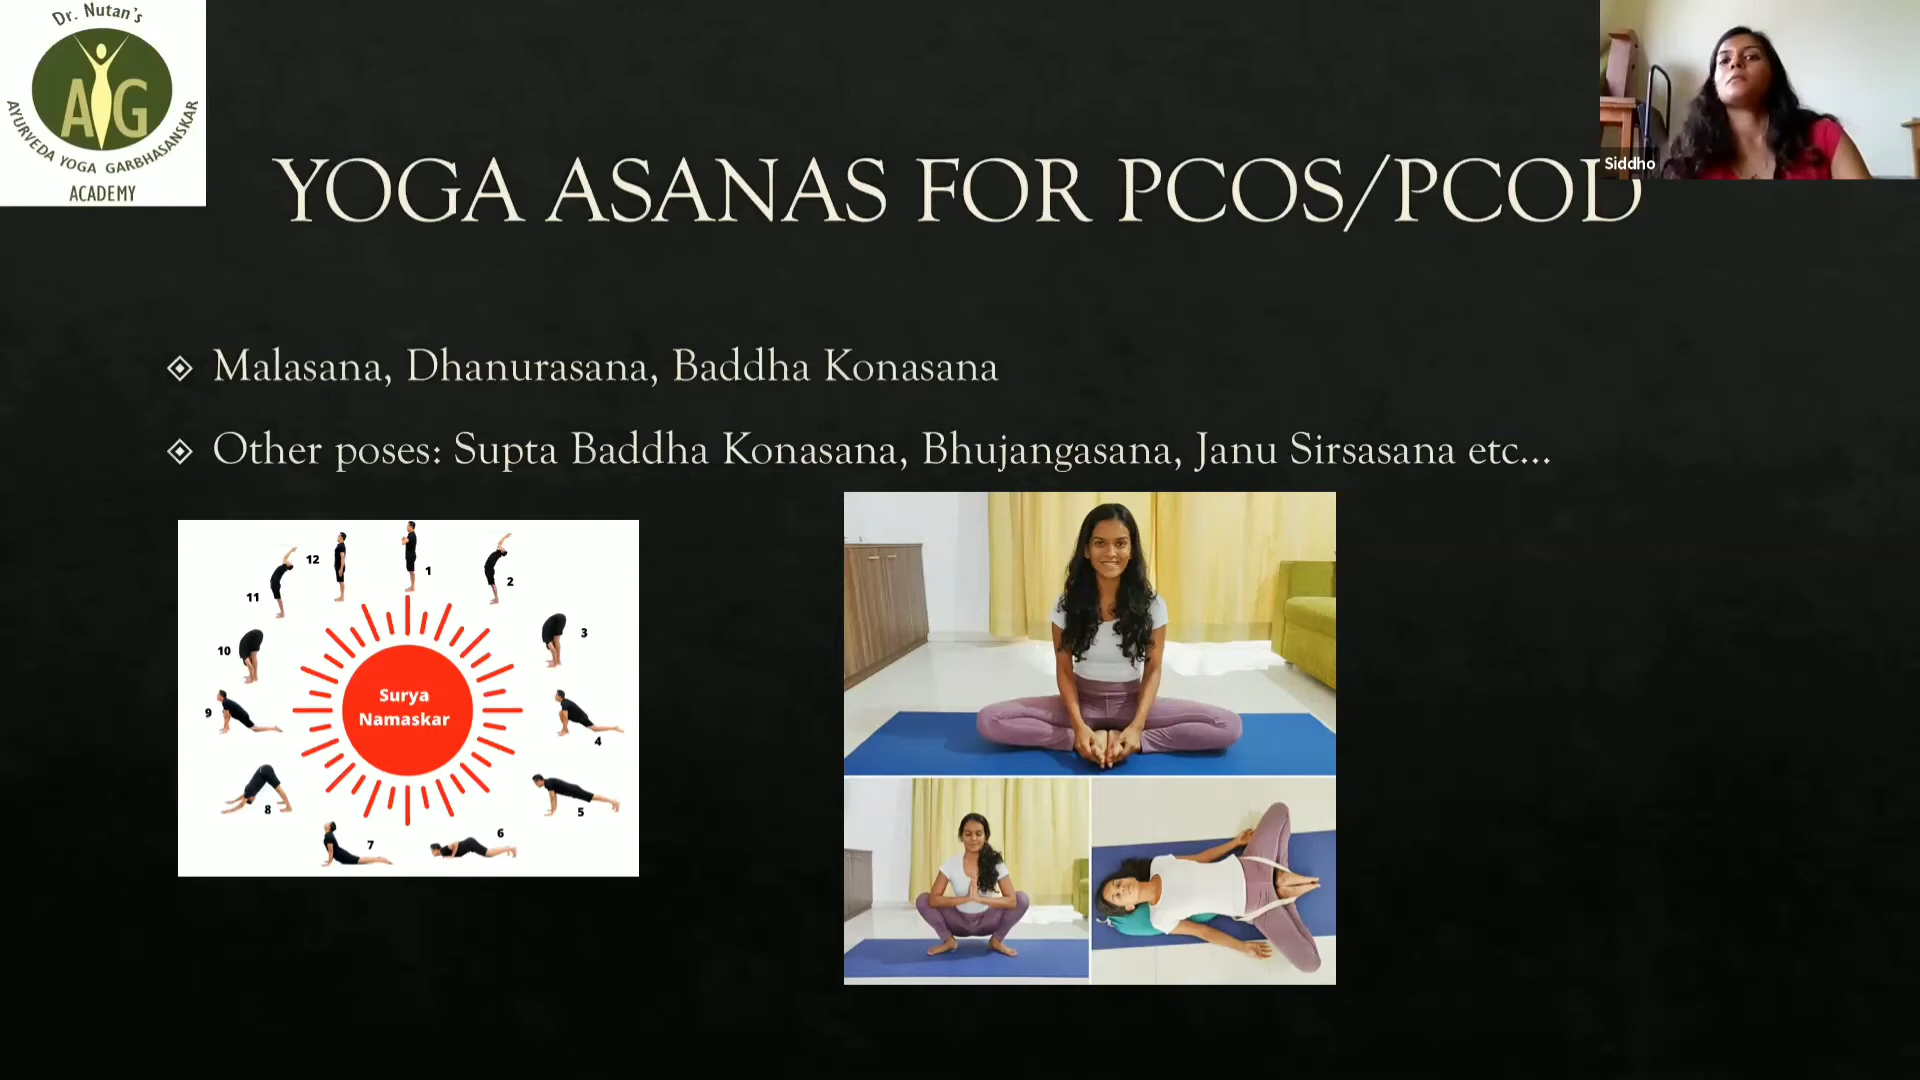 Dr. Nutan's
AYG
AYURVEDA YOGA GARBHASANSKAR
ACADEMY
Siddho
YOGA ASANAS FOR PCOS/PCOD
Malasana, Dhanurasana, Baddha Konasana
Other poses: Supta Baddha Konasana, Bhujangasana, Janu Sirsasana etc...
12
1
2
11
3
10
Surya
Namaskar
9
4
8
5
6
7